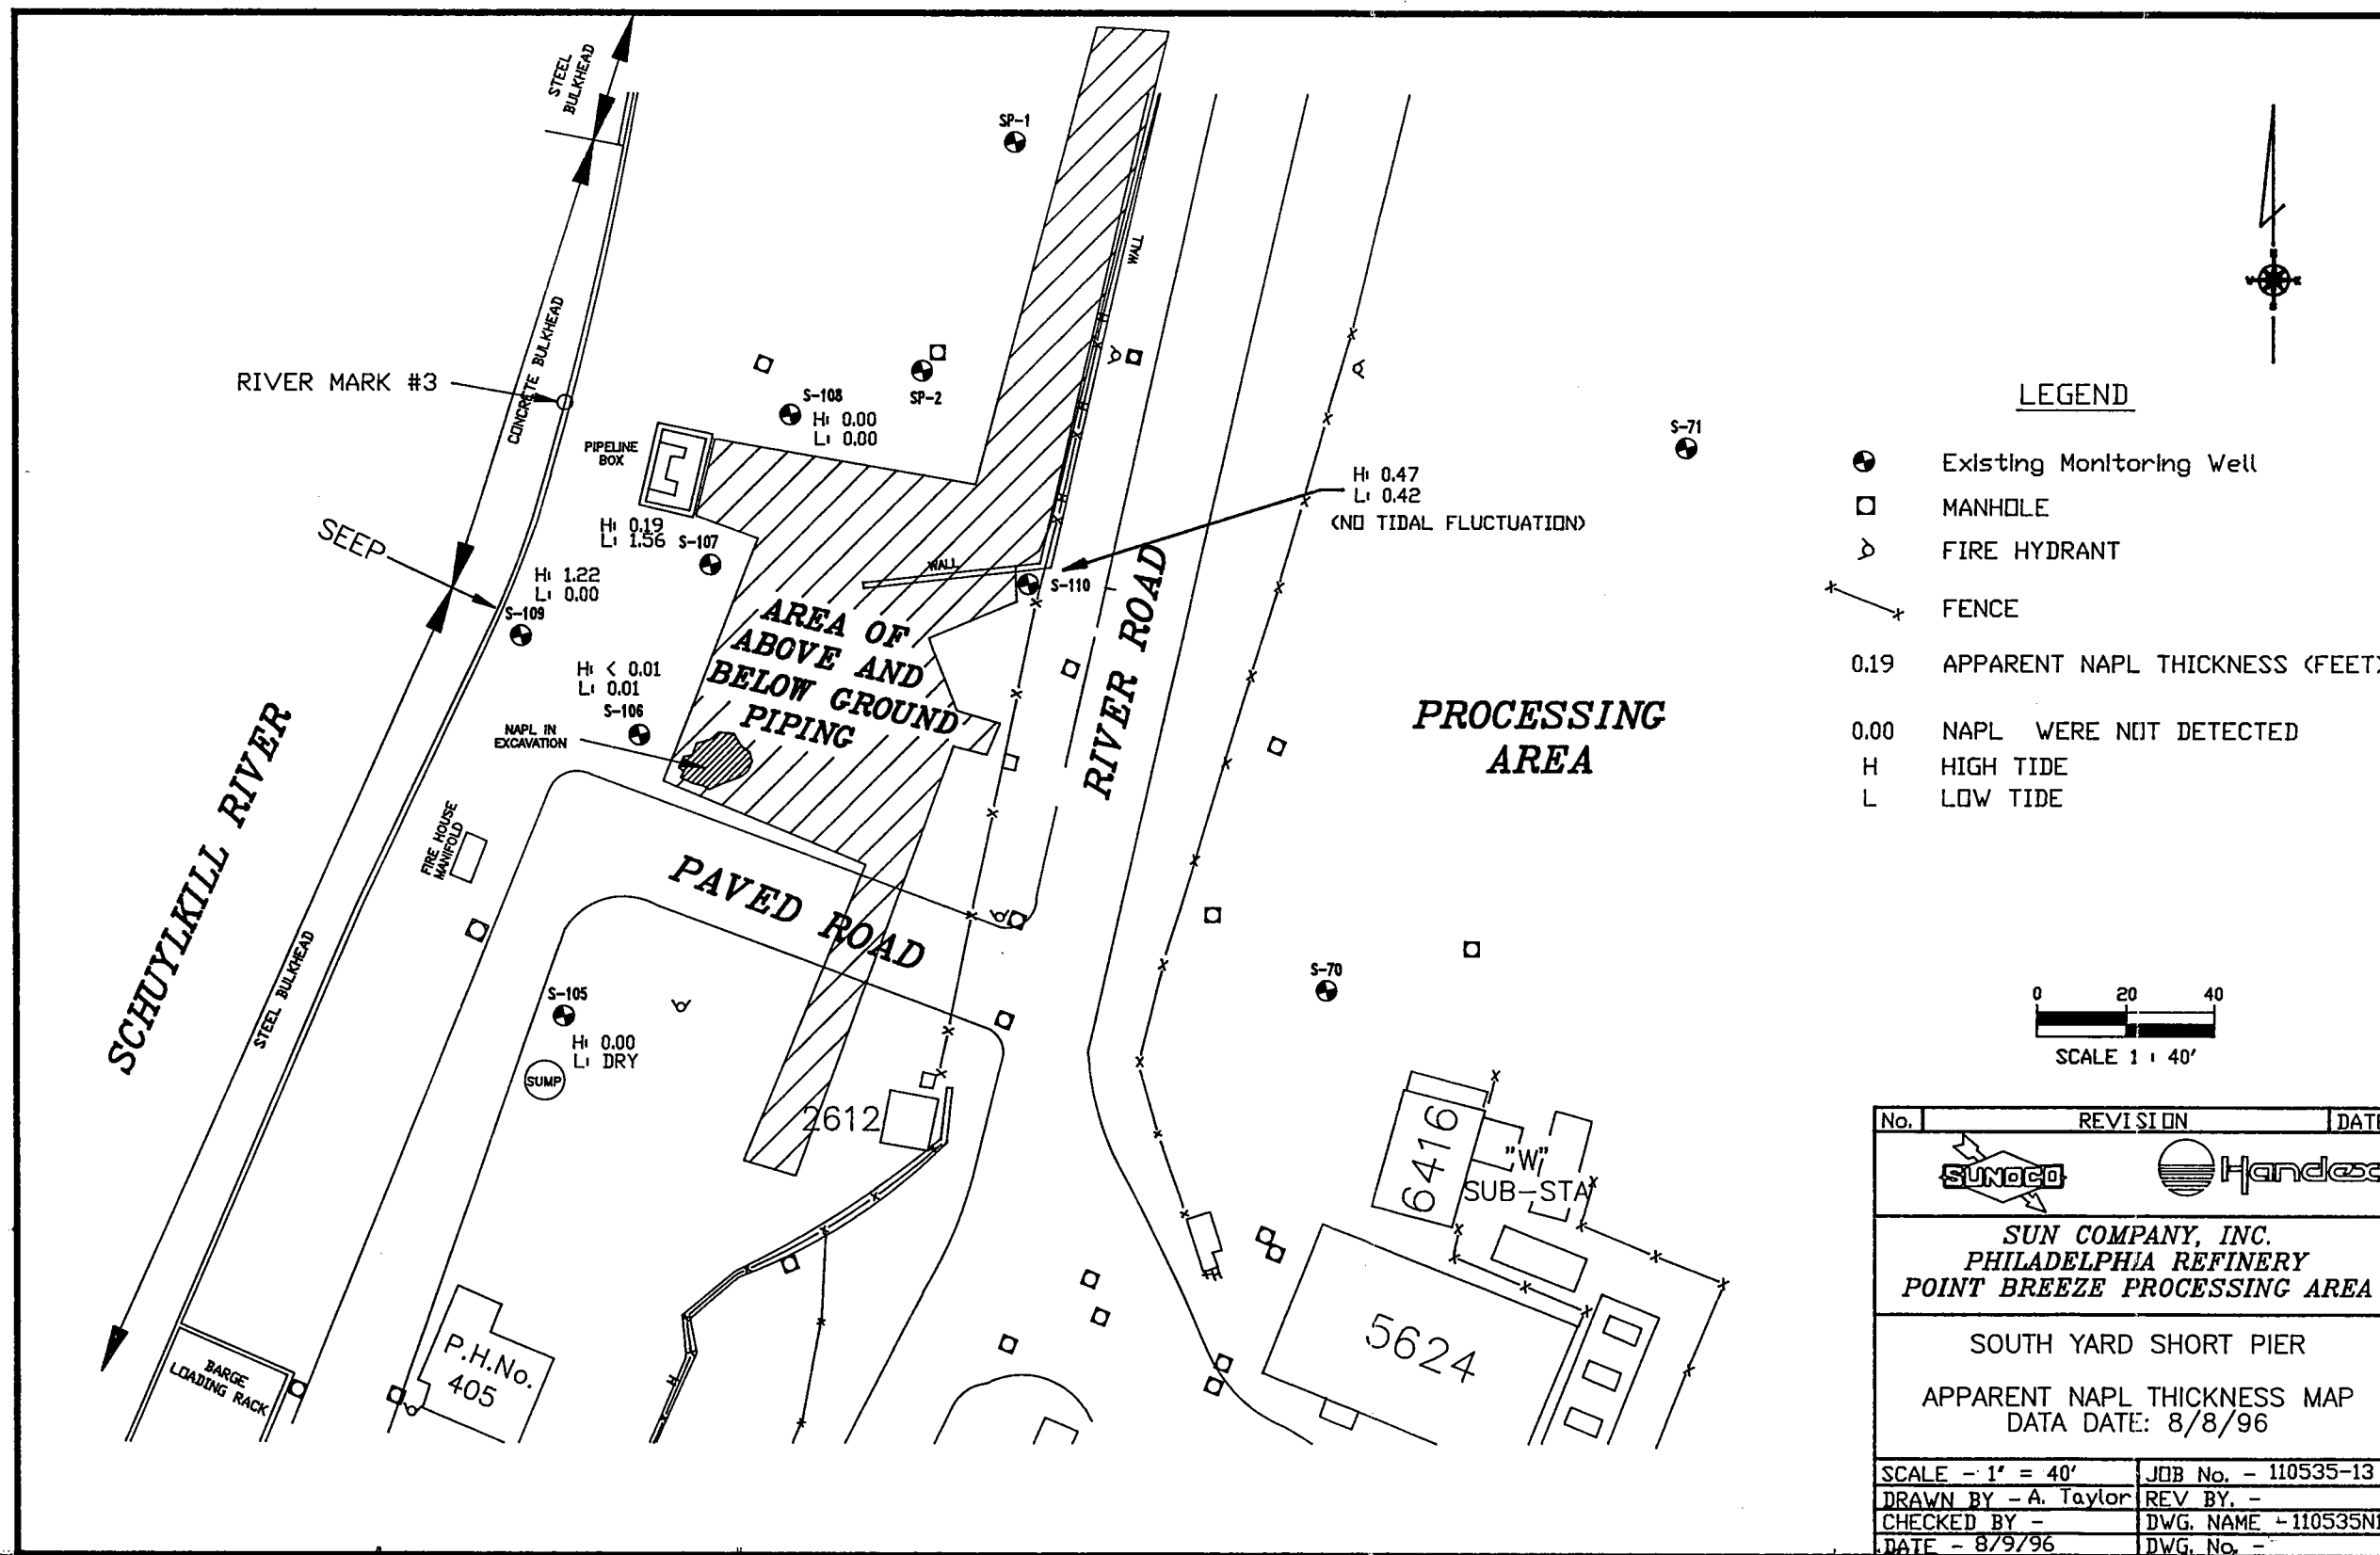 STEEL
BULKHEAD
SP-1
WALL
CONCRETE BULKHEAD
RIVER MARK #3
S-108
H: 0.00
L: 0.00
SP-2
PIPELINE
BOX
S-71
H: 0.47
L: 0.42
(NO TIDAL FLUCTUATION)
H: 0.19
L: 1.56
S-107
SEEP
H: 1.22
L: 0.00
S-109
WALL
S-110
AREA OF
ABOVE AND
BELOW GROUND
PIPING
H: < 0.01
L: 0.01
S-106
NAPL IN
EXCAVATION
RIVER ROAD
PROCESSING
AREA
SCHUYLKILL RIVER
FIRE HOUSE
MANIFOLD
PAVED ROAD
STEEL BULKHEAD
S-105
H: 0.00
L: DRY
SUMP
S-70
2612
6416
"W"
SUB-STA
5624
P.H.No.
405
BARGE
LOADING RACK
N
W
E
S
LEGEND
Existing Monitoring Well
MANHOLE
FIRE HYDRANT
FENCE
0.19 APPARENT NAPL THICKNESS (FEET)
0.00 NAPL WERE NOT DETECTED
H HIGH TIDE
L LOW TIDE
0 20 40
SCALE 1 : 40'
No. REVISION DATE
SUNOCO Handex
SUN COMPANY, INC.
PHILADELPHIA REFINERY
POINT BREEZE PROCESSING AREA
SOUTH YARD SHORT PIER
APPARENT NAPL THICKNESS MAP
DATA DATE: 8/8/96
SCALE - 1" = 40' JOB No. - 110535-13
DRAWN BY - A. Taylor REV BY. -
CHECKED BY - DWG. NAME - 110535N1
DATE - 8/9/96 DWG. No. -